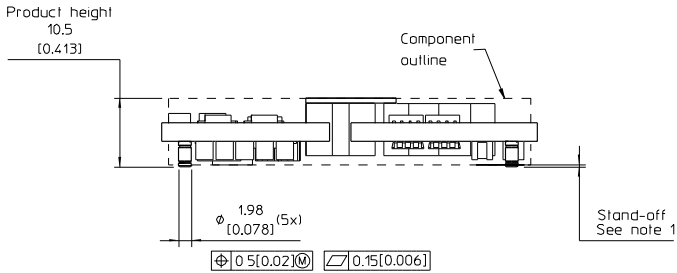 Product height
10.5
[0.413]
Component
outline
⌀ 1.98
[0.078] (5x)
Stand-off
See note 1
⌖ 0 5[0.02]Ⓜ
⏥ 0.15[0.006]